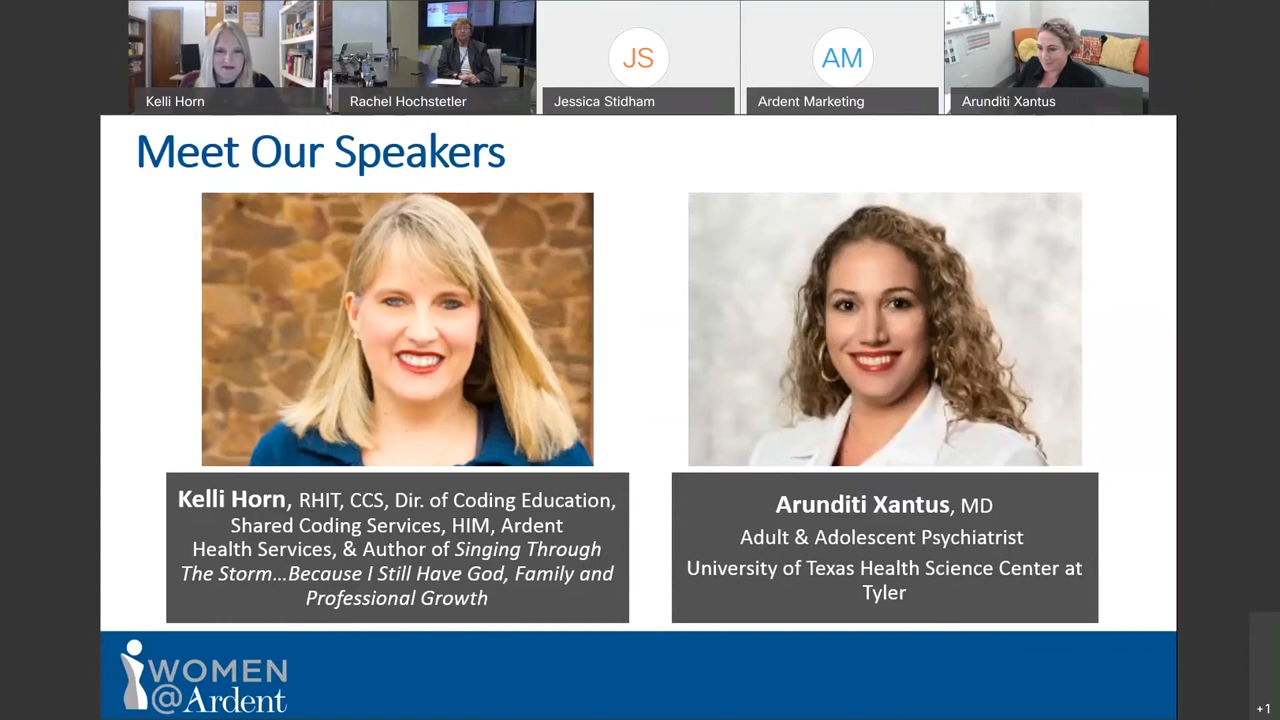 Kelli Horn
Rachel Hochstetler
JS
Jessica Stidham
AM
Ardent Marketing
Arunditi Xantus
Meet Our Speakers
Kelli Horn, RHIT, CCS, Dir. of Coding Education,
Shared Coding Services, HIM, Ardent
Health Services, & Author of Singing Through
The Storm...Because I Still Have God, Family and
Professional Growth
Arunditi Xantus, MD
Adult & Adolescent Psychiatrist
University of Texas Health Science Center at
Tyler
WOMEN
@Ardent
+1